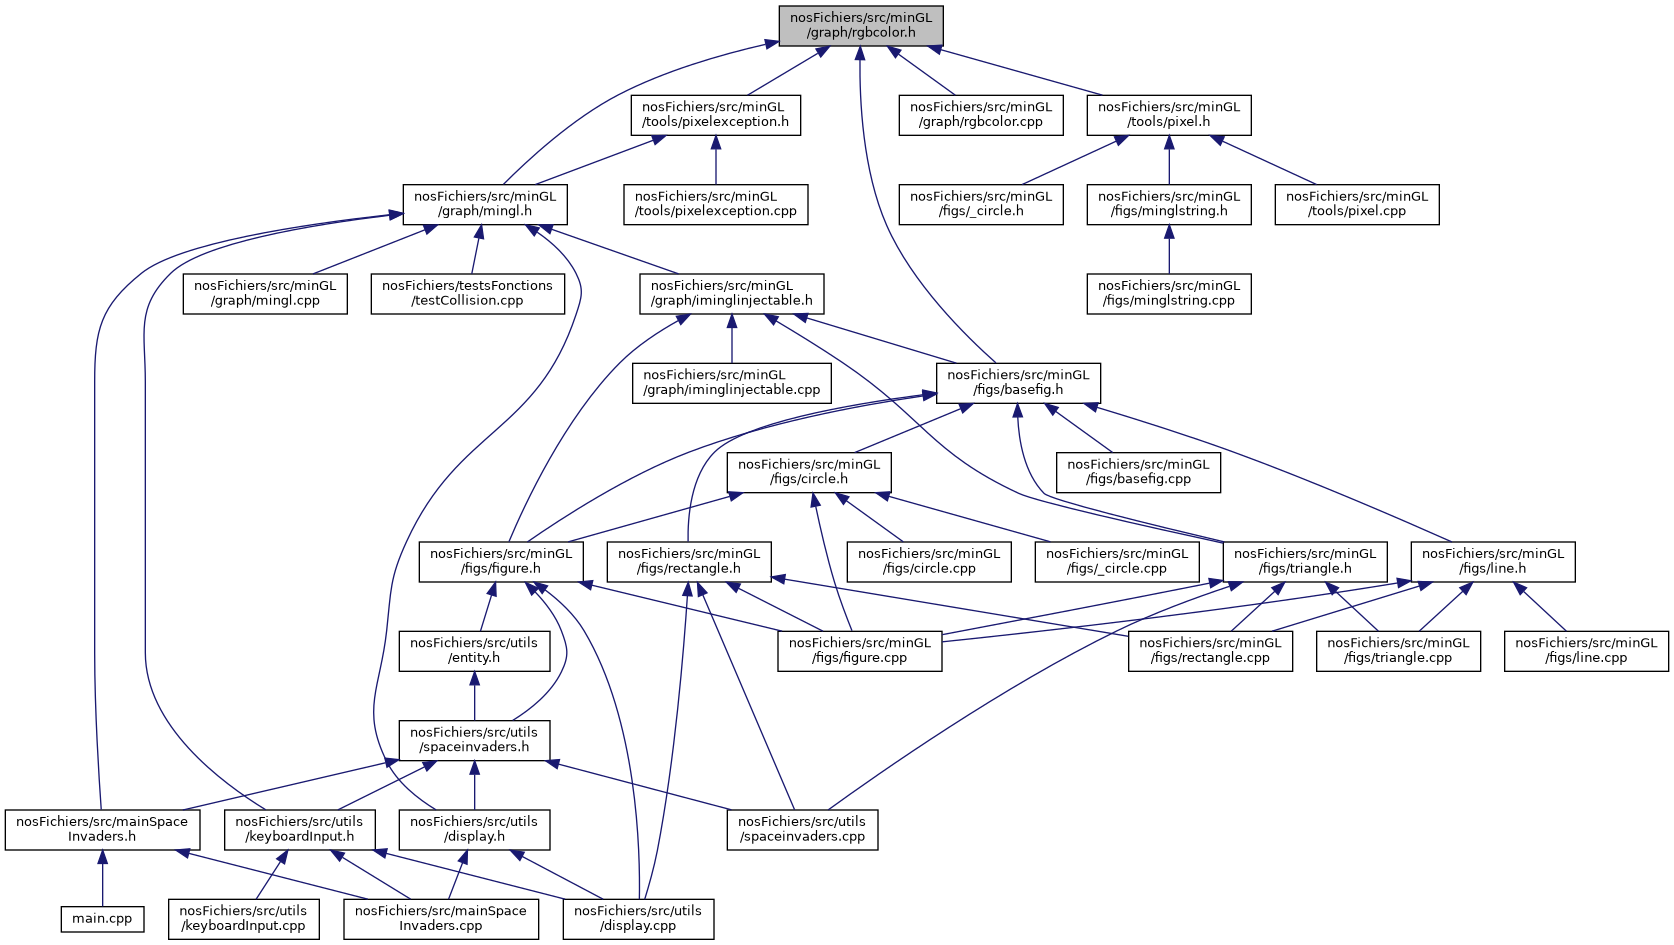 nosFichiers/src/minGL
/graph/rgbcolor.h
nosFichiers/src/minGL
/tools/pixelexception.h
nosFichiers/src/minGL
/graph/rgbcolor.cpp
nosFichiers/src/minGL
/tools/pixel.h
nosFichiers/src/minGL
/graph/mingl.h
nosFichiers/src/minGL
/tools/pixelexception.cpp
nosFichiers/src/minGL
/figs/_circle.h
nosFichiers/src/minGL
/figs/minglstring.h
nosFichiers/src/minGL
/tools/pixel.cpp
nosFichiers/src/minGL
/graph/mingl.cpp
nosFichiers/testsFonctions
/testCollision.cpp
nosFichiers/src/minGL
/graph/iminglinjectable.h
nosFichiers/src/minGL
/figs/minglstring.cpp
nosFichiers/src/minGL
/graph/iminglinjectable.cpp
nosFichiers/src/minGL
/figs/basefig.h
nosFichiers/src/minGL
/figs/circle.h
nosFichiers/src/minGL
/figs/basefig.cpp
nosFichiers/src/minGL
/figs/figure.h
nosFichiers/src/minGL
/figs/rectangle.h
nosFichiers/src/minGL
/figs/circle.cpp
nosFichiers/src/minGL
/figs/_circle.cpp
nosFichiers/src/minGL
/figs/triangle.h
nosFichiers/src/minGL
/figs/line.h
nosFichiers/src/utils
/entity.h
nosFichiers/src/minGL
/figs/figure.cpp
nosFichiers/src/minGL
/figs/rectangle.cpp
nosFichiers/src/minGL
/figs/triangle.cpp
nosFichiers/src/minGL
/figs/line.cpp
nosFichiers/src/utils
/spaceinvaders.h
nosFichiers/src/mainSpace
Invaders.h
nosFichiers/src/utils
/keyboardInput.h
nosFichiers/src/utils
/display.h
nosFichiers/src/utils
/spaceinvaders.cpp
main.cpp
nosFichiers/src/utils
/keyboardInput.cpp
nosFichiers/src/mainSpace
Invaders.cpp
nosFichiers/src/utils
/display.cpp